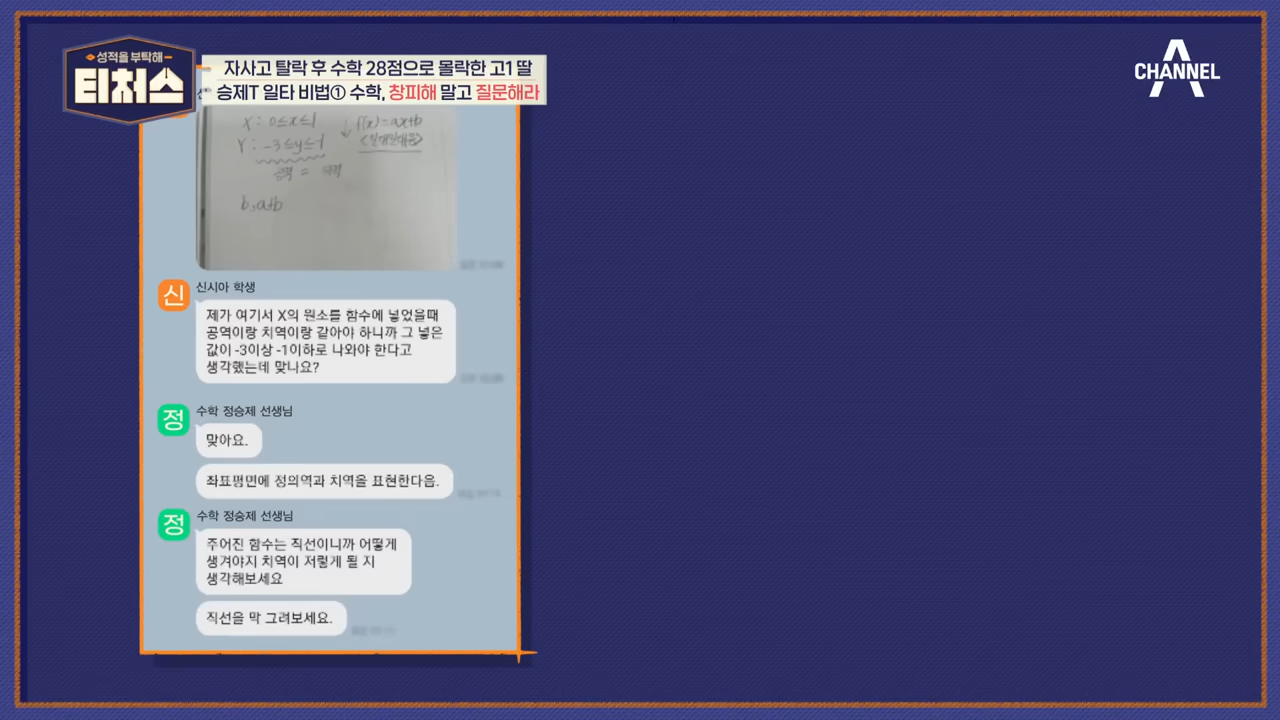 성적을 부탁해
티처스
자사고 탈락 후 수학 28점으로 몰락한 고1 딸
승제T 일타 비법① 수학, 창피해 말고 질문해라
CHANNEL A
X : 0≤x≤1
f(x)=ax+b
Y : -3≤y≤-1
<일대일대응>
공역 = 치역
b, a+b
신
신시아 학생
제가 여기서 X의 원소를 함수에 넣었을때
공역이랑 치역이랑 같아야 하니까 그 넣은
값이 -3이상 -1이하로 나와야 한다고
생각했는데 맞나요?
정
수학 정승제 선생님
맞아요.
좌표평면에 정의역과 치역을 표현한다음.
정
수학 정승제 선생님
주어진 함수는 직선이니까 어떻게
생겨야지 치역이 저렇게 될 지
생각해보세요
직선을 막 그려보세요.